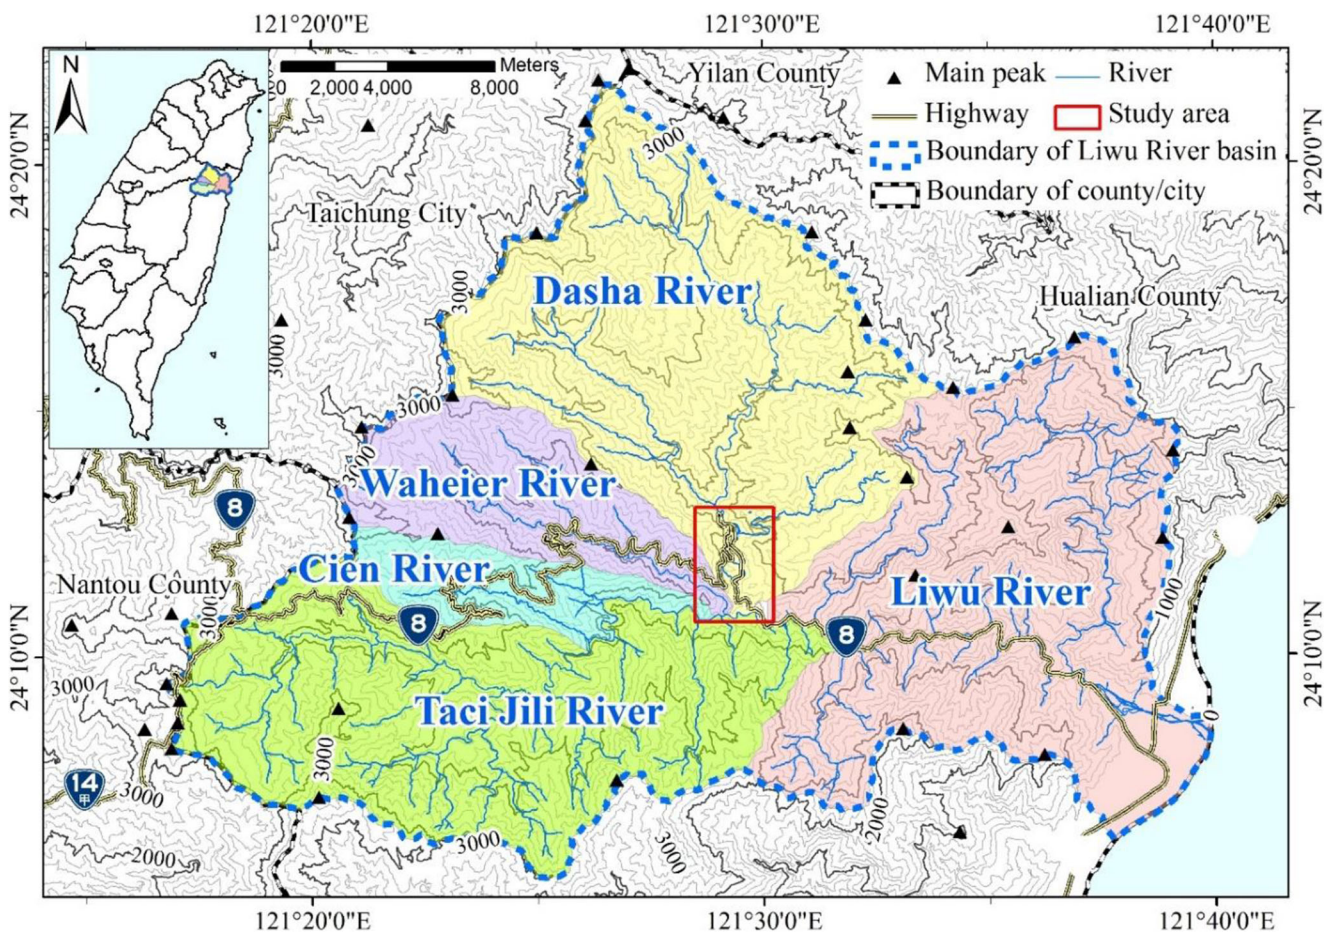 121°20'0"E
121°30'0"E
121°40'0"E
N
Meters
2,000
4,000
8,000
Yilan County
Main peak
River
Highway
Study area
Boundary of Liwu River basin
Boundary of county/city
24°20'0"N
24°20'0"N
3000
Taichung City
3000
Dasha River
Hualian County
3000
3000
3000
Waheier River
8
Cien River
Nantou County
3000
8
8
Liwu River
1000
24°10'0"N
24°10'0"N
3000
Taci Jili River
0
3000
14
甲
3000
2000
3000
3000
2000
121°20'0"E
121°30'0"E
121°40'0"E